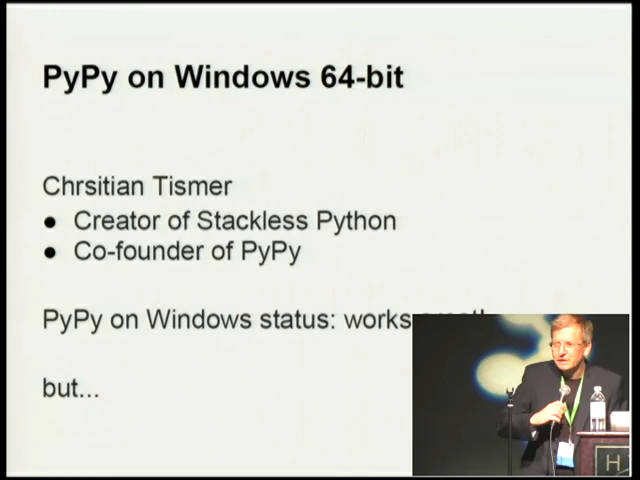 PyPy on Windows 64-bit
Chrsitian Tismer
● Creator of Stackless Python
● Co-founder of PyPy
PyPy on Windows status: works
but...
H